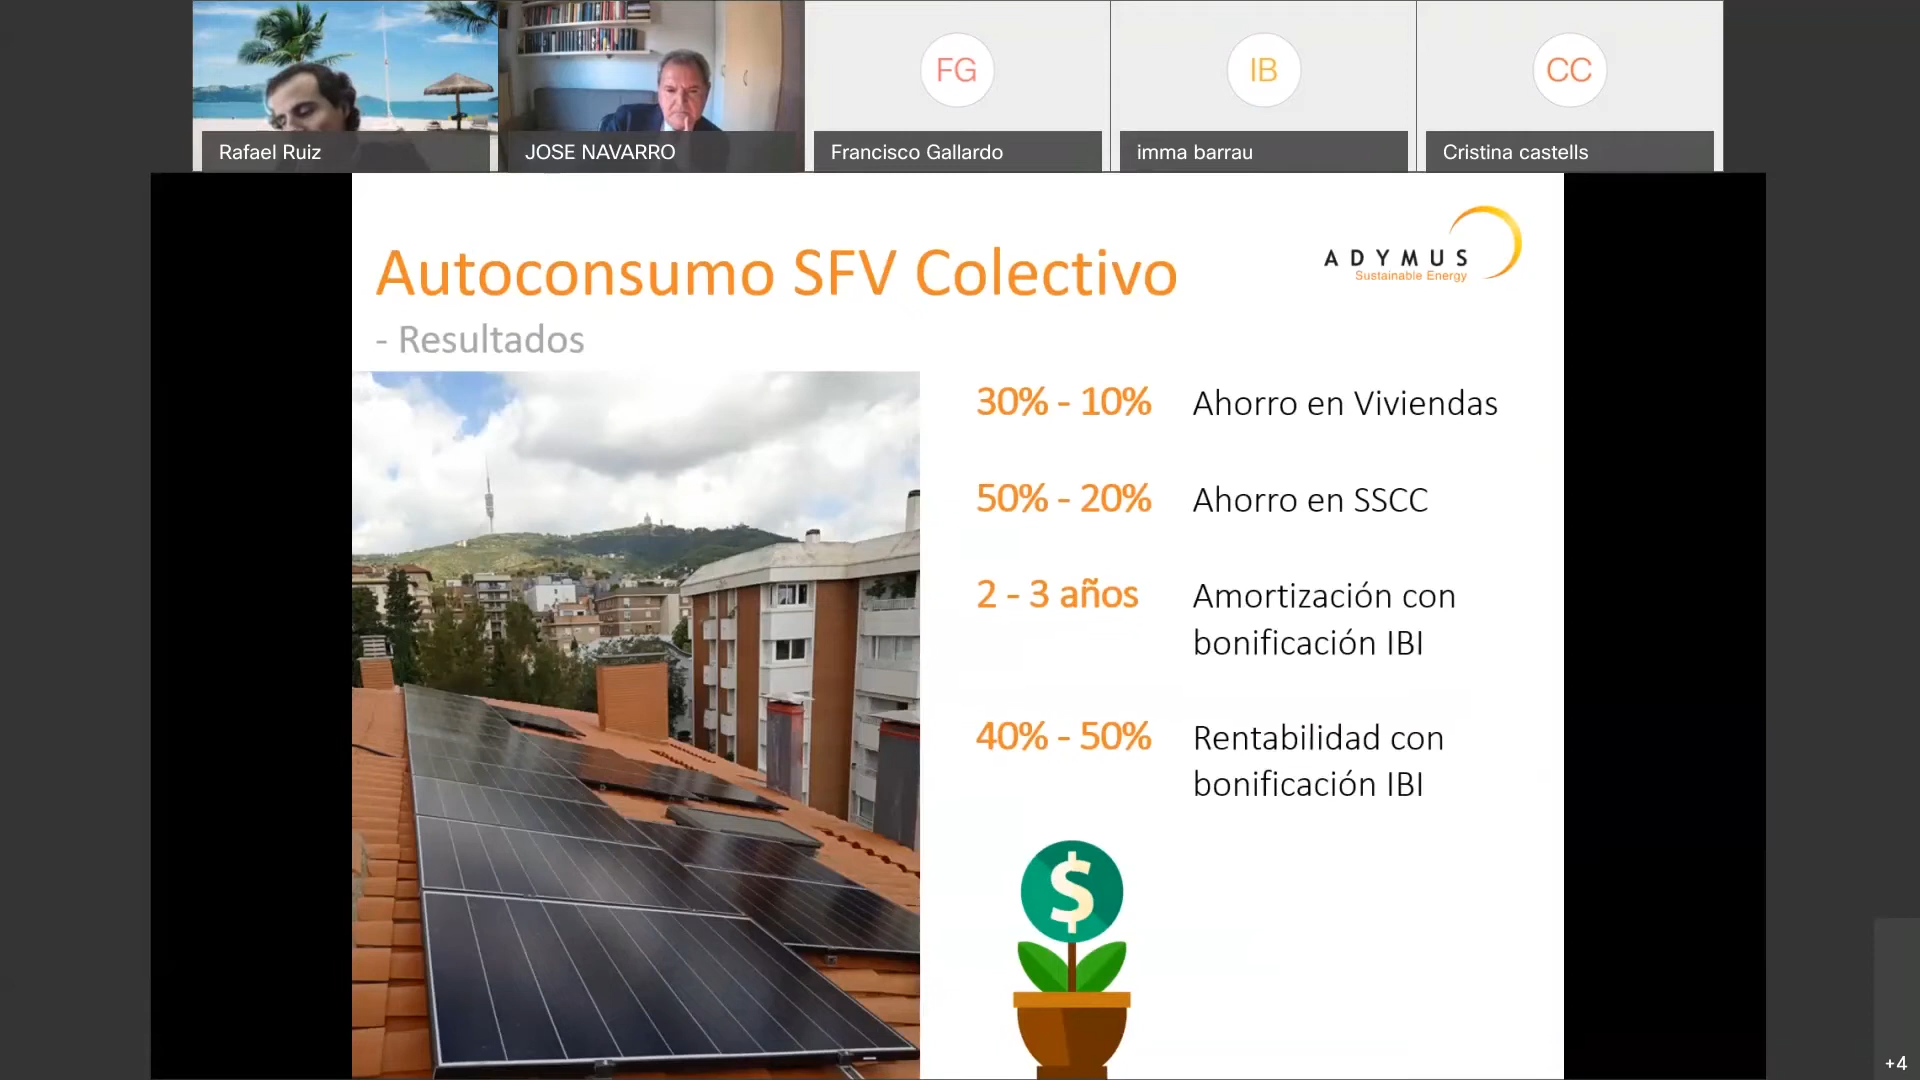 FG
IB
CC
Rafael Ruiz
JOSE NAVARRO
Francisco Gallardo
imma barrau
Cristina castells
ADYMUS
Sustainable Energy
Autoconsumo SFV Colectivo
- Resultados
30% - 10% Ahorro en Viviendas
50% - 20% Ahorro en SSCC
2 - 3 años Amortización con
bonificación IBI
40% - 50% Rentabilidad con
bonificación IBI
$
+4